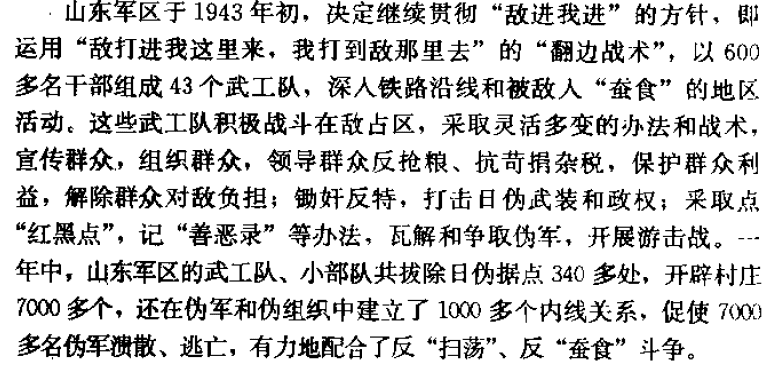 山东军区于1943年初，决定继续贯彻“敌进我进”的方针，即
运用“敌打进我这里来，我打到敌那里去”的“翻边战术”，以600
多名干部组成43个武工队，深入铁路沿线和被敌人“蚕食”的地区
活动。这些武工队积极战斗在敌占区，采取灵活多变的办法和战术，
宣传群众，组织群众，领导群众反抢粮、抗苛捐杂税，保护群众利
益，解除群众对敌负担；锄奸反特，打击日伪武装和政权；采取点
“红黑点”，记“善恶录”等办法，瓦解和争取伪军，开展游击战。一
年中，山东军区的武工队、小部队共拔除日伪据点340多处，开辟村庄
7000多个，还在伪军和伪组织中建立了1000多个内线关系，促使7000
多名伪军溃散、逃亡，有力地配合了反“扫荡”、反“蚕食”斗争。